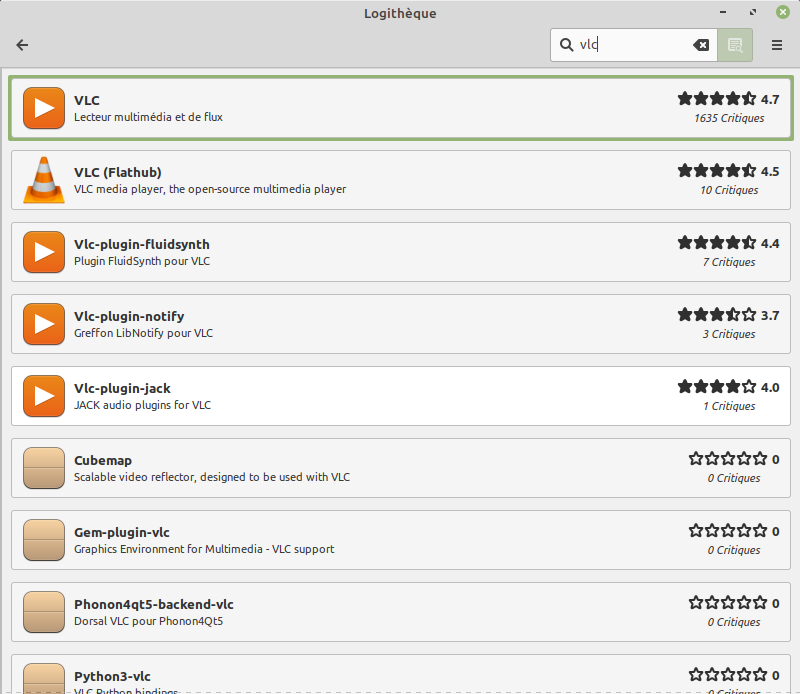 Logithèque
vlc
VLC
Lecteur multimédia et de flux
4.7
1635 Critiques
VLC (Flathub)
VLC media player, the open-source multimedia player
4.5
10 Critiques
Vlc-plugin-fluidsynth
Plugin FluidSynth pour VLC
4.4
7 Critiques
Vlc-plugin-notify
Greffon LibNotify pour VLC
3.7
3 Critiques
Vlc-plugin-jack
JACK audio plugins for VLC
4.0
1 Critiques
Cubemap
Scalable video reflector, designed to be used with VLC
0
0 Critiques
Gem-plugin-vlc
Graphics Environment for Multimedia - VLC support
0
0 Critiques
Phonon4qt5-backend-vlc
Dorsal VLC pour Phonon4Qt5
0
0 Critiques
Python3-vlc
VLC Python bindings
0
0 Critiques